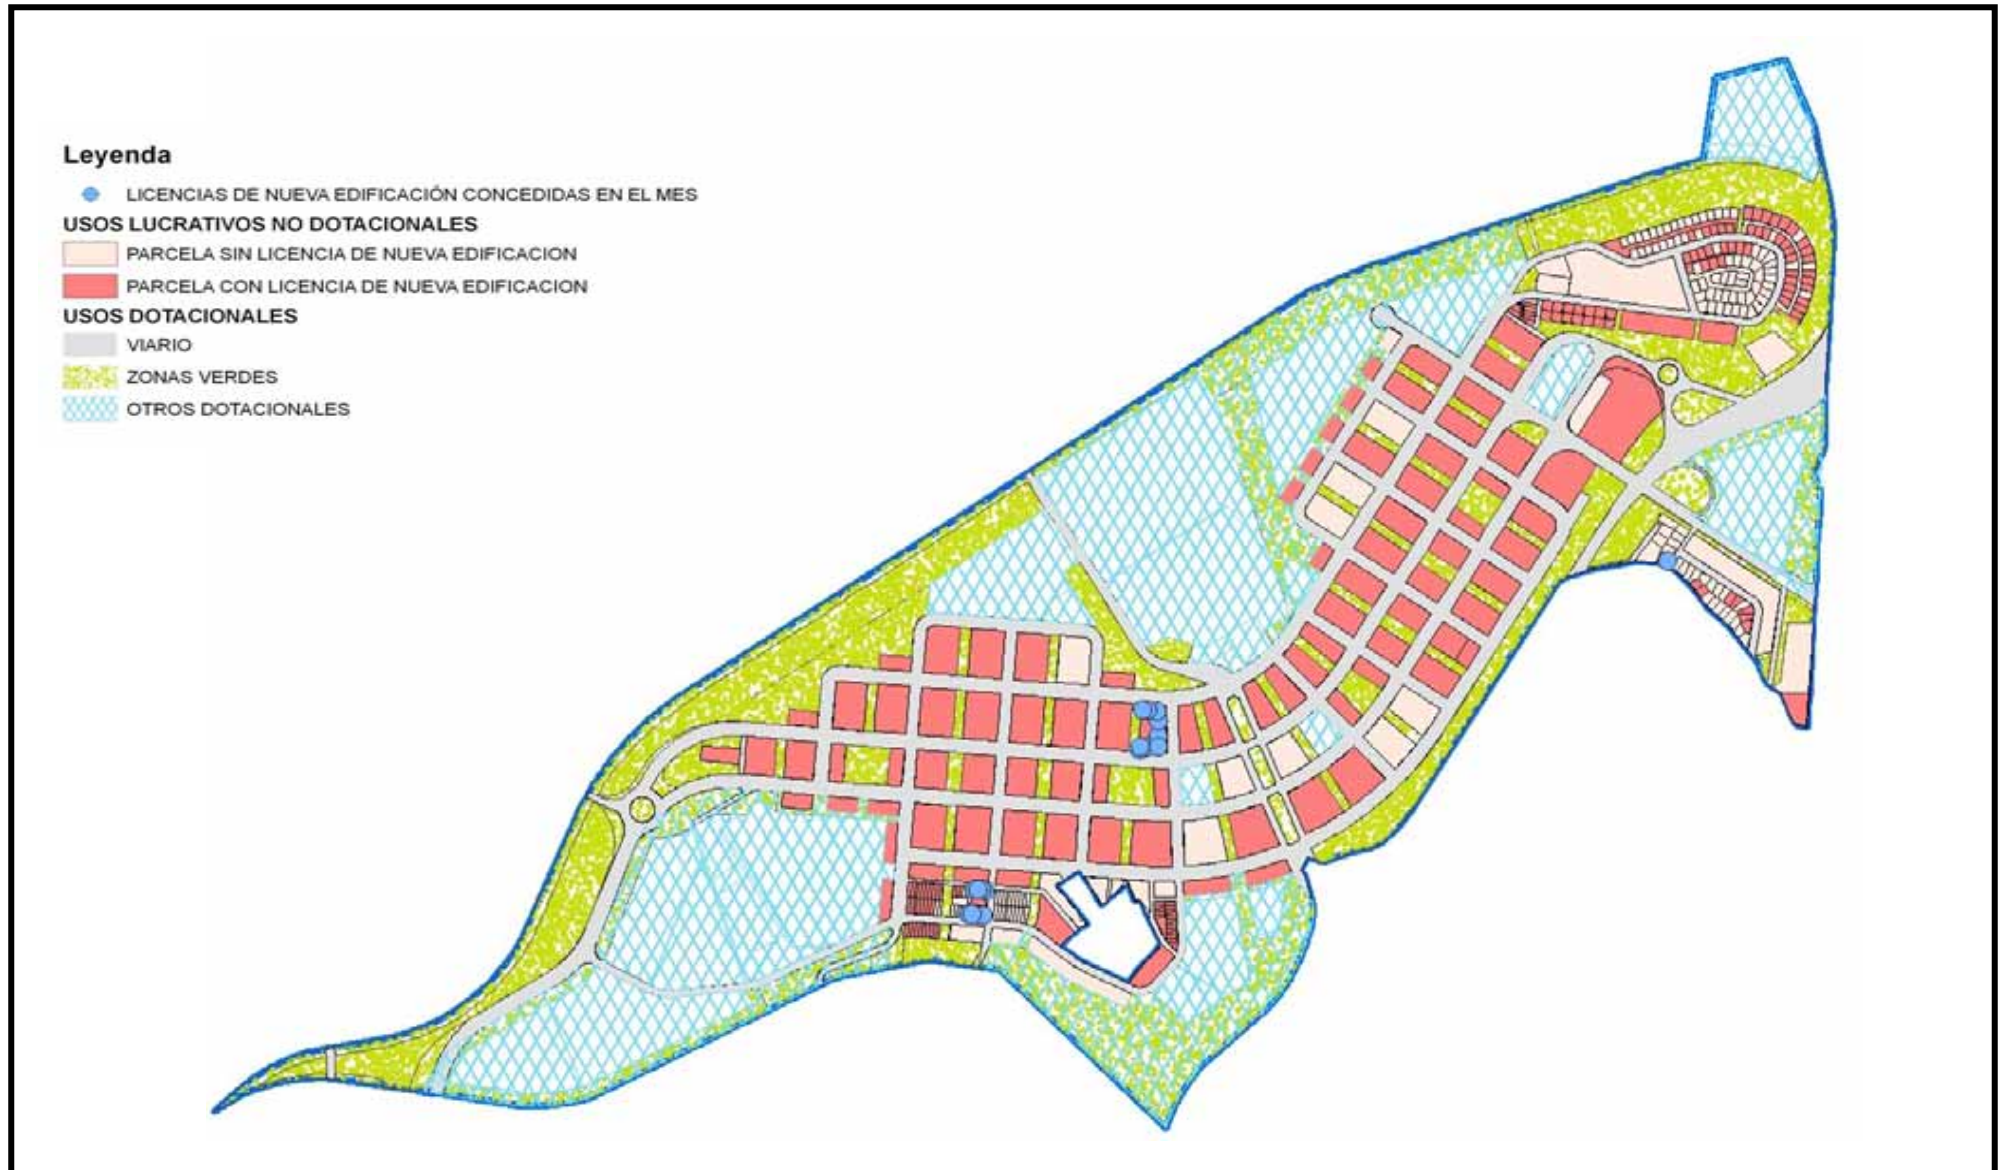 Leyenda
LICENCIAS DE NUEVA EDIFICACIÓN CONCEDIDAS EN EL MES
USOS LUCRATIVOS NO DOTACIONALES
PARCELA SIN LICENCIA DE NUEVA EDIFICACION
PARCELA CON LICENCIA DE NUEVA EDIFICACION
USOS DOTACIONALES
VIARIO
ZONAS VERDES
OTROS DOTACIONALES